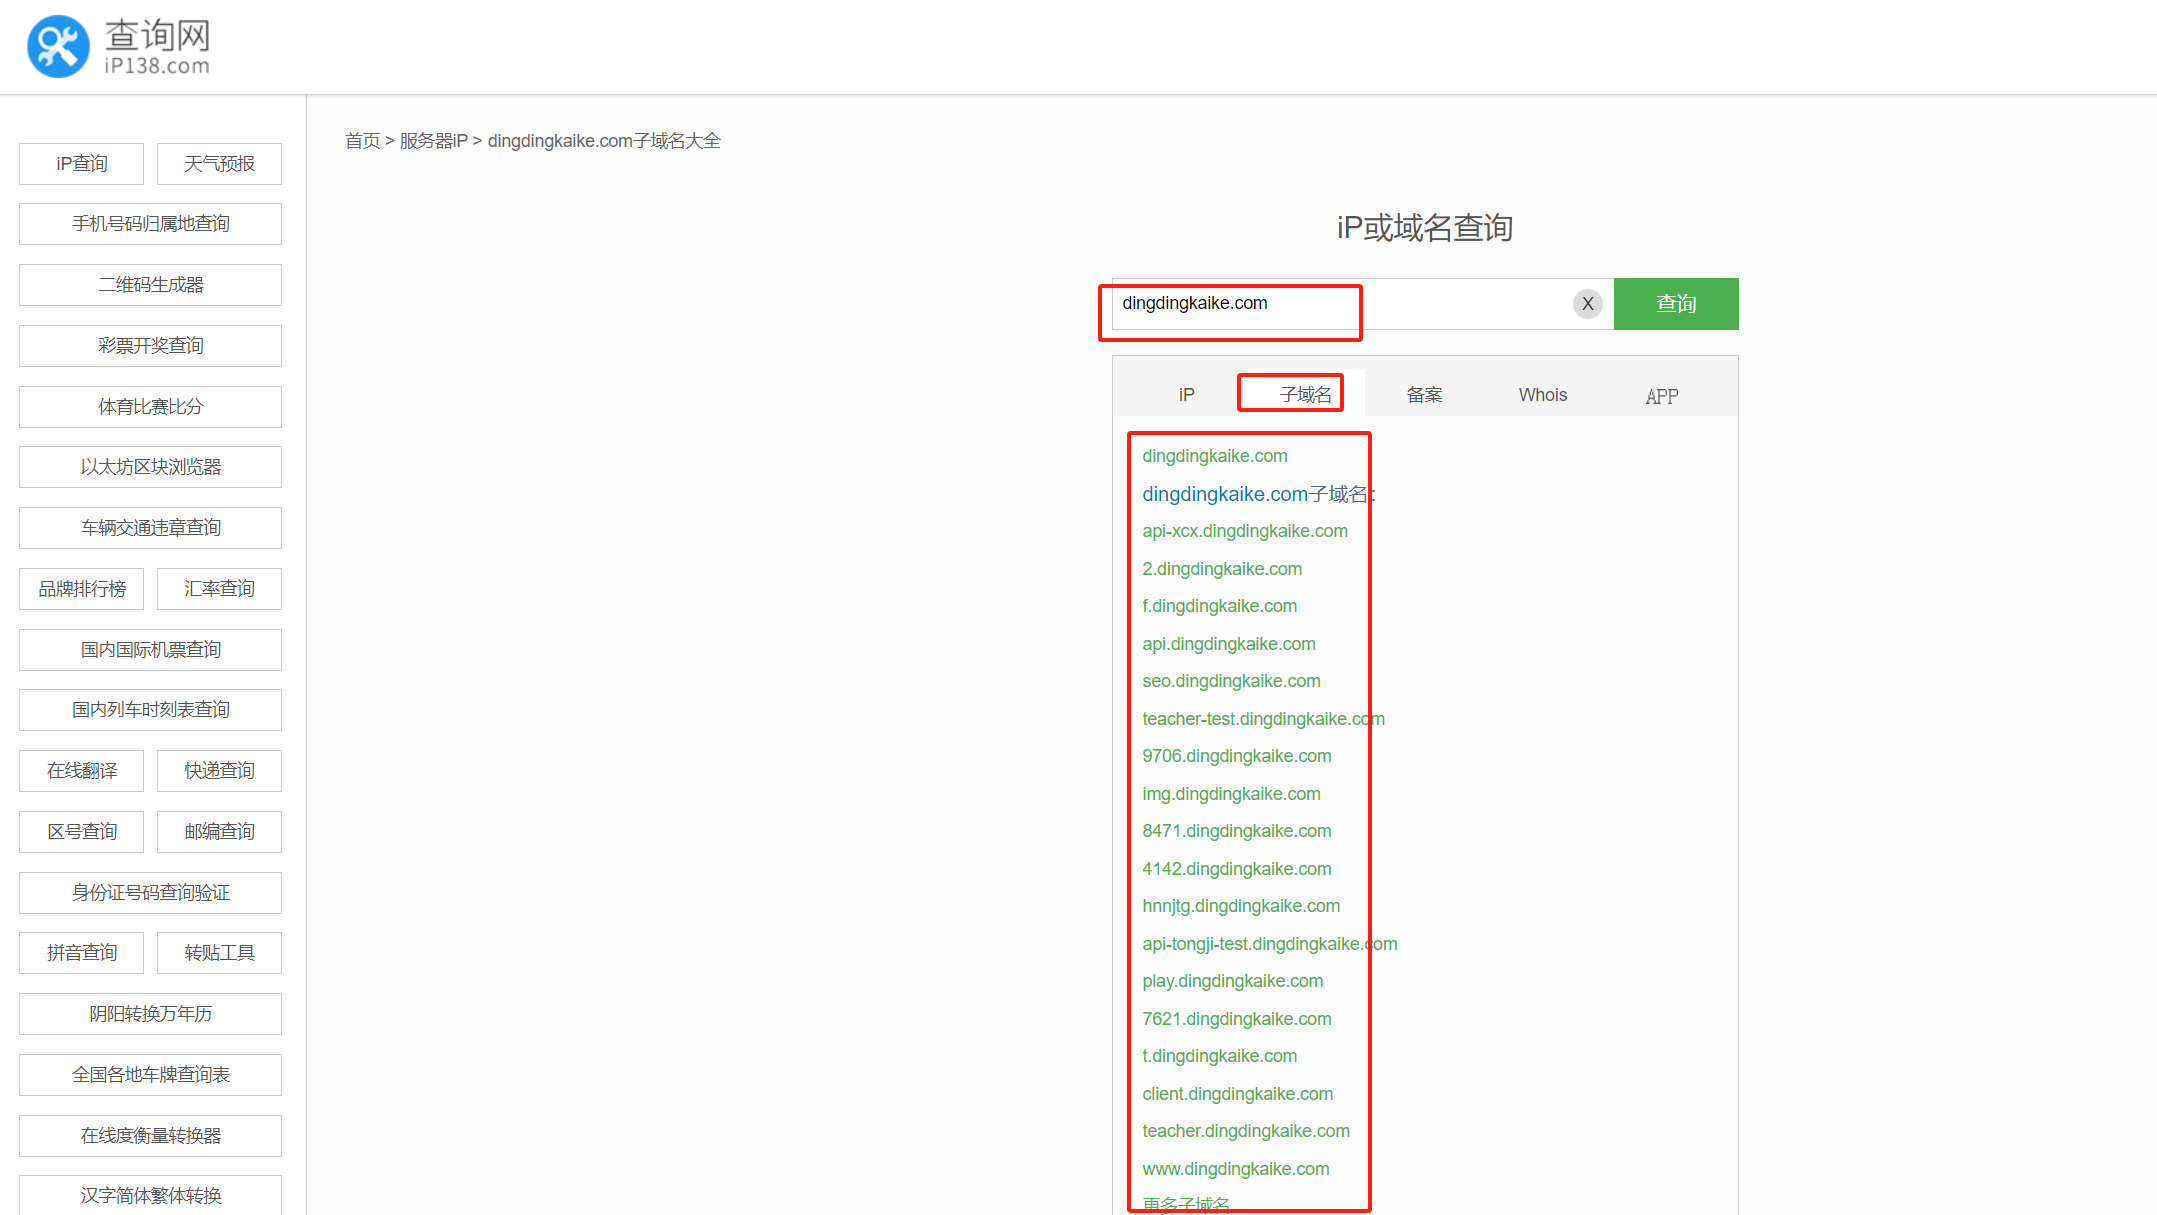 查询网
iP138.com
iP查询 天气预报
手机号码归属地查询
二维码生成器
彩票开奖查询
体育比赛比分
以太坊区块浏览器
车辆交通违章查询
品牌排行榜 汇率查询
国内国际机票查询
国内列车时刻表查询
在线翻译 快递查询
区号查询 邮编查询
身份证号码查询验证
拼音查询 转贴工具
阴阳转换万年历
全国各地车牌查询表
在线度衡量转换器
汉字简体繁体转换
首页 > 服务器iP > dingdingkaike.com子域名大全
iP或域名查询
dingdingkaike.com X 查询
iP 子域名 备案 Whois APP
dingdingkaike.com
dingdingkaike.com子域名:
api-xcx.dingdingkaike.com
2.dingdingkaike.com
f.dingdingkaike.com
api.dingdingkaike.com
seo.dingdingkaike.com
teacher-test.dingdingkaike.com
9706.dingdingkaike.com
img.dingdingkaike.com
8471.dingdingkaike.com
4142.dingdingkaike.com
hnnjtg.dingdingkaike.com
api-tongji-test.dingdingkaike.com
play.dingdingkaike.com
7621.dingdingkaike.com
t.dingdingkaike.com
client.dingdingkaike.com
teacher.dingdingkaike.com
www.dingdingkaike.com
更多子域名